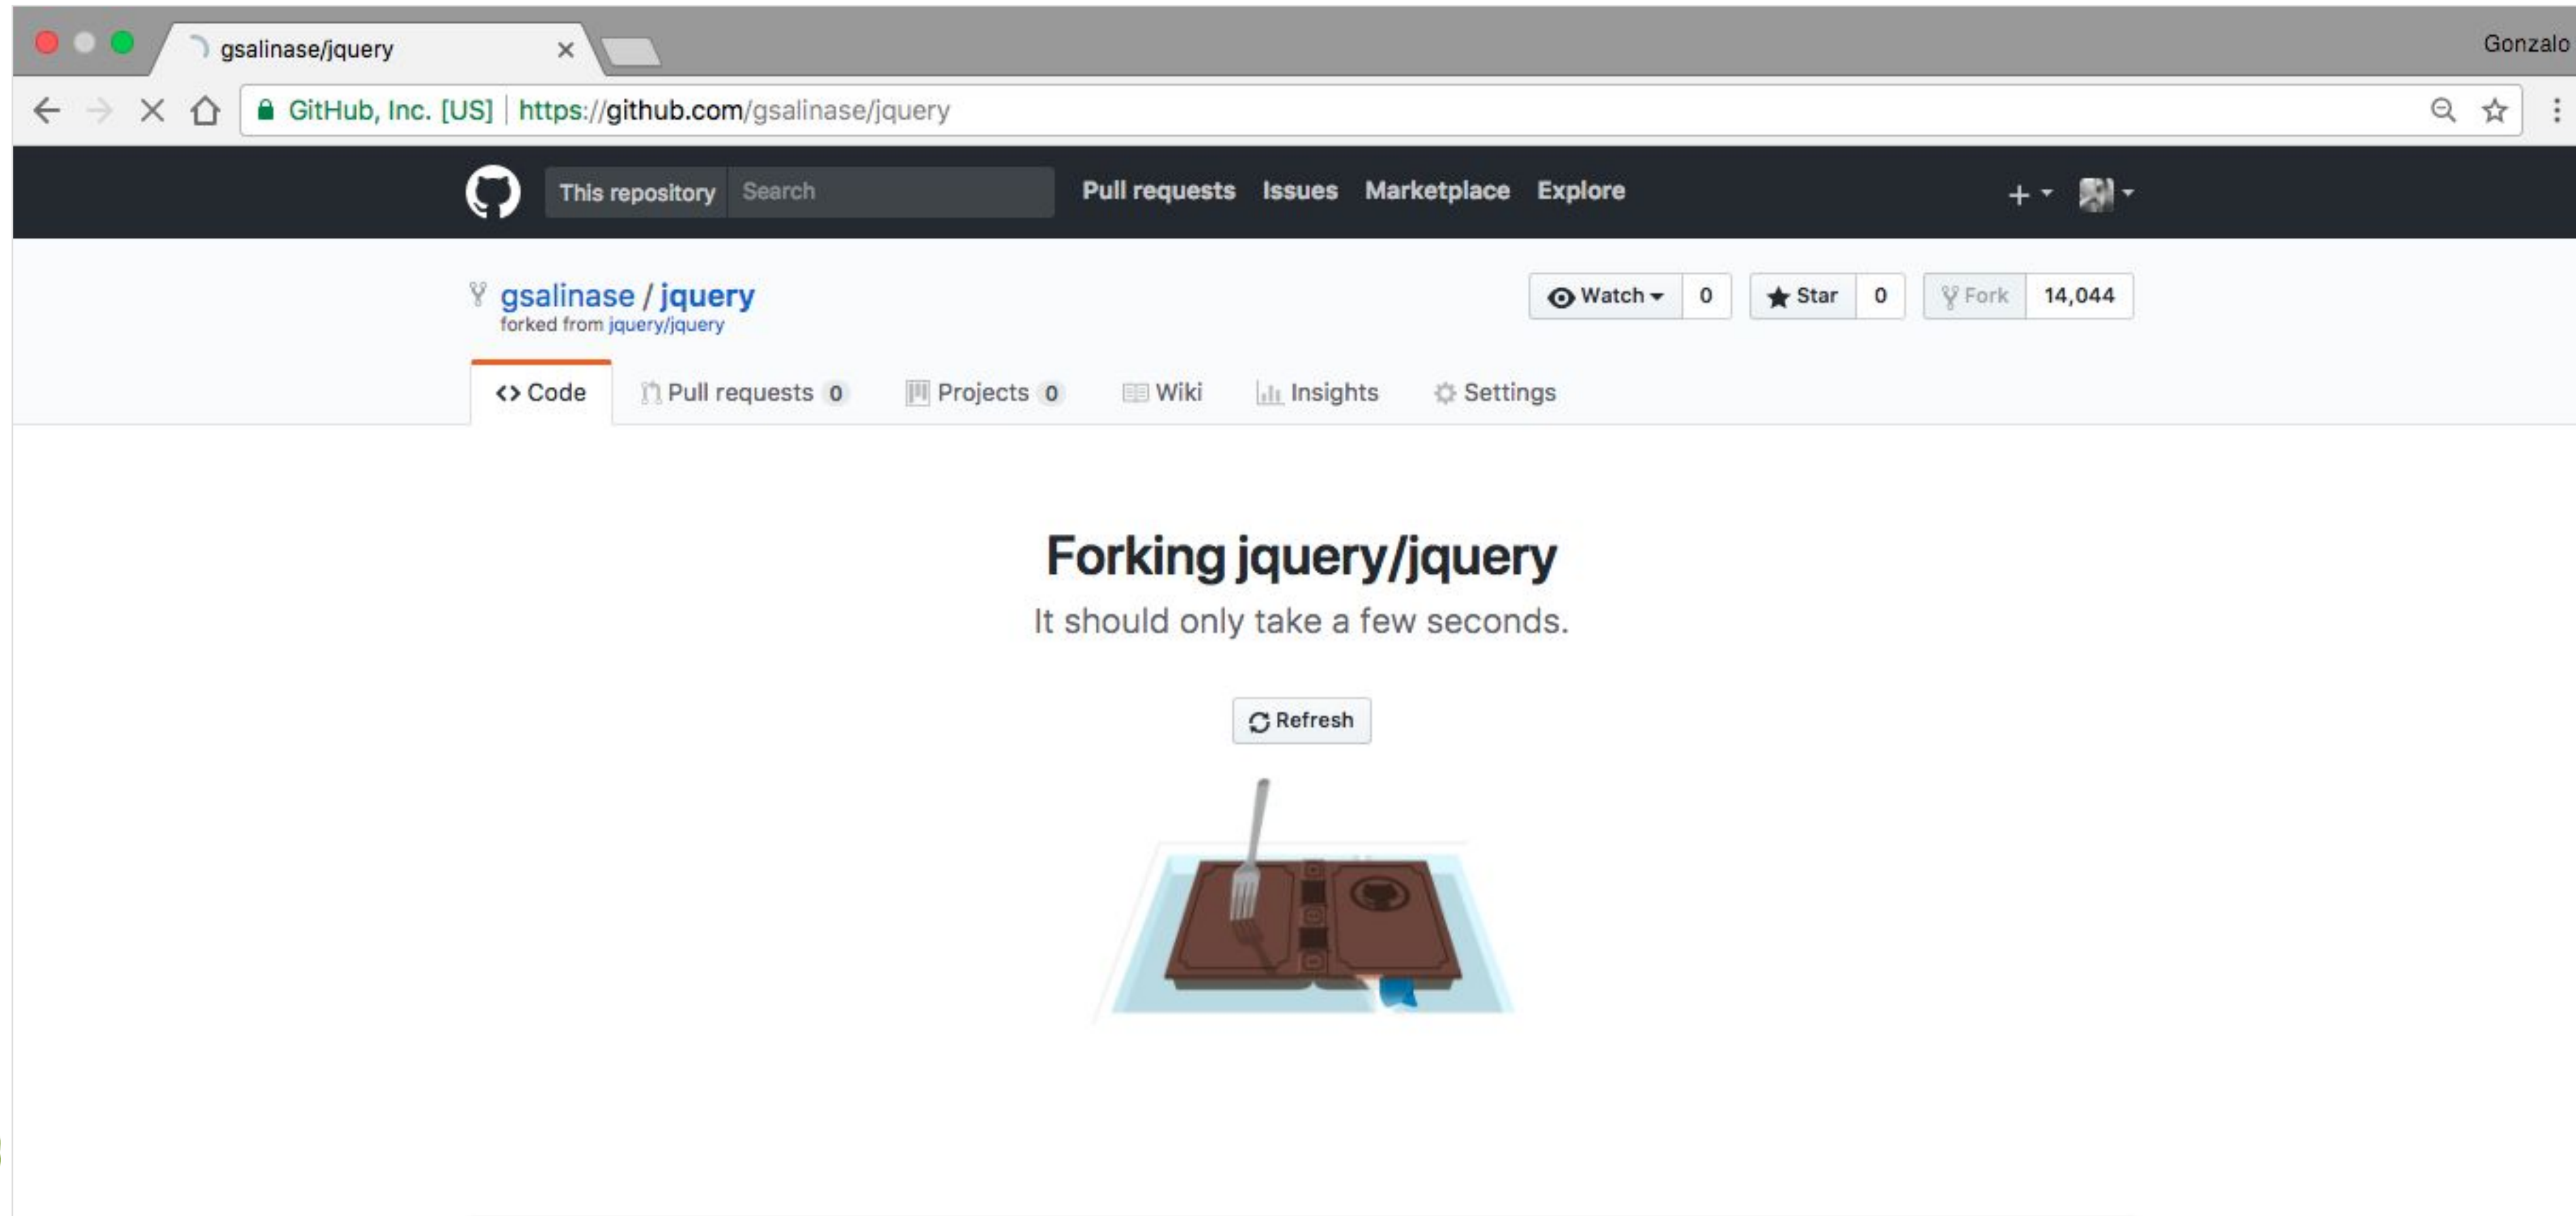 gsalinase/jquery
Gonzalo
GitHub, Inc. [US] | https://github.com/gsalinase/jquery
This repository Search Pull requests Issues Marketplace Explore
gsalinase / jquery Watch 0 Star 0 Fork 14,044
forked from jquery/jquery
Code Pull requests 0 Projects 0 Wiki Insights Settings
Forking jquery/jquery
It should only take a few seconds.
Refresh